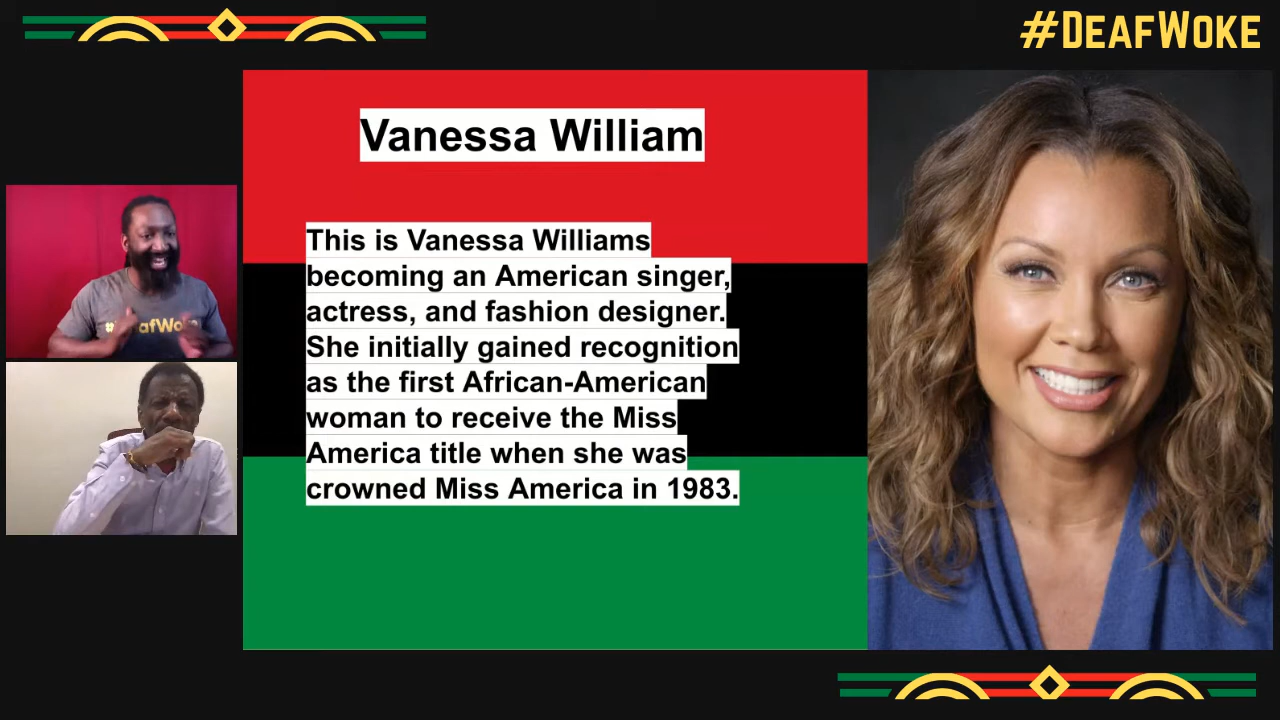 #DEAFWOKE
Vanessa William
This is Vanessa Williams
becoming an American singer,
actress, and fashion designer.
She initially gained recognition
as the first African-American
woman to receive the Miss
America title when she was
crowned Miss America in 1983.